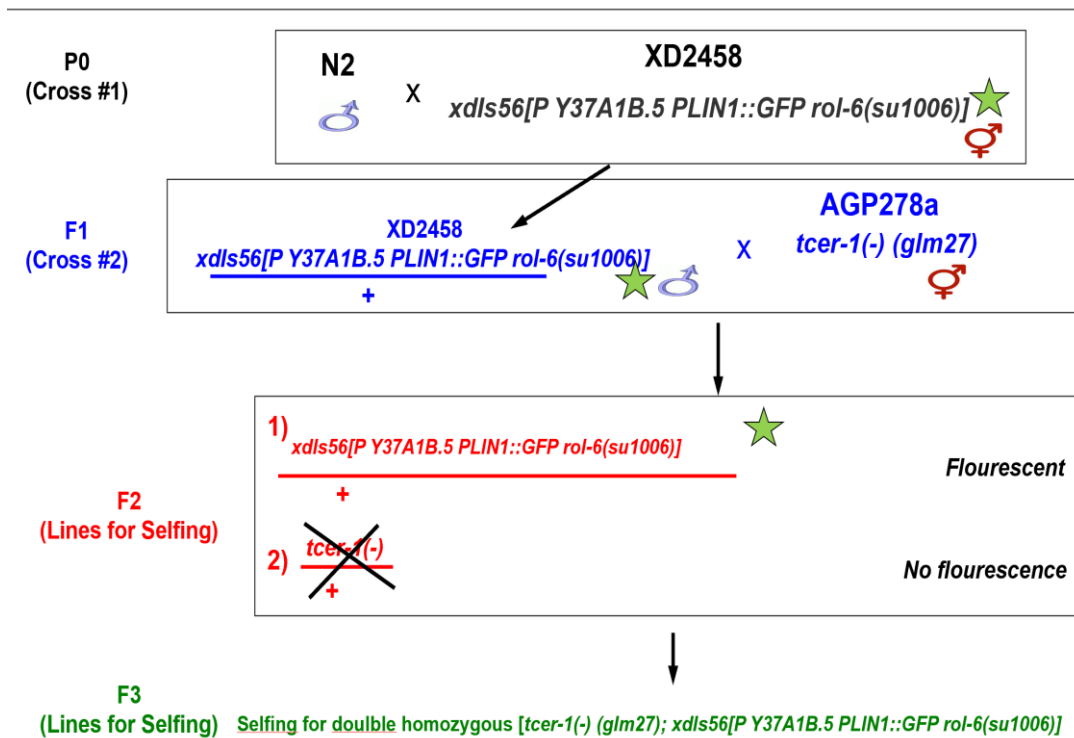 P0
(Cross #1)
N2
X
XD2458
xdIs56[P Y37A1B.5 PLIN1::GFP rol-6(su1006)]
F1
(Cross #2)
XD2458
xdIs56[P Y37A1B.5 PLIN1::GFP rol-6(su1006)]
+
X
AGP278a
tcer-1(-) (glm27)
F2
(Lines for Selfing)
1)
xdIs56[P Y37A1B.5 PLIN1::GFP rol-6(su1006)]
+
Flourescent
2)
tcer-1(-)
+
No flourescence
F3
(Lines for Selfing)
Selfing for doulble homozygous [tcer-1(-) (glm27); xdIs56[P Y37A1B.5 PLIN1::GFP rol-6(su1006)]